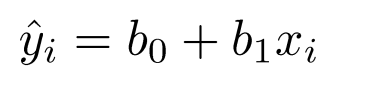 ŷᵢ = b₀ + b₁xᵢ